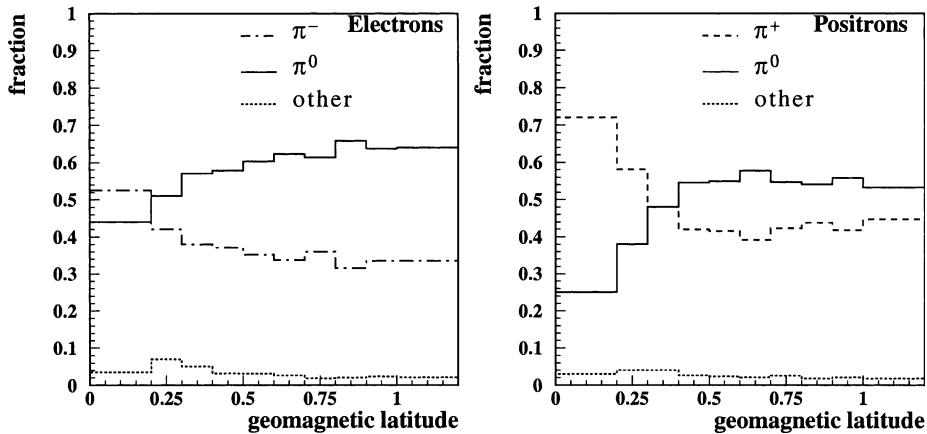 Electrons
π⁻
π⁰
other
fraction
1
0.9
0.8
0.7
0.6
0.5
0.4
0.3
0.2
0.1
0
0 0.25 0.5 0.75 1
geomagnetic latitude
Positrons
π⁺
π⁰
other
fraction
1
0.9
0.8
0.7
0.6
0.5
0.4
0.3
0.2
0.1
0
0 0.25 0.5 0.75 1
geomagnetic latitude